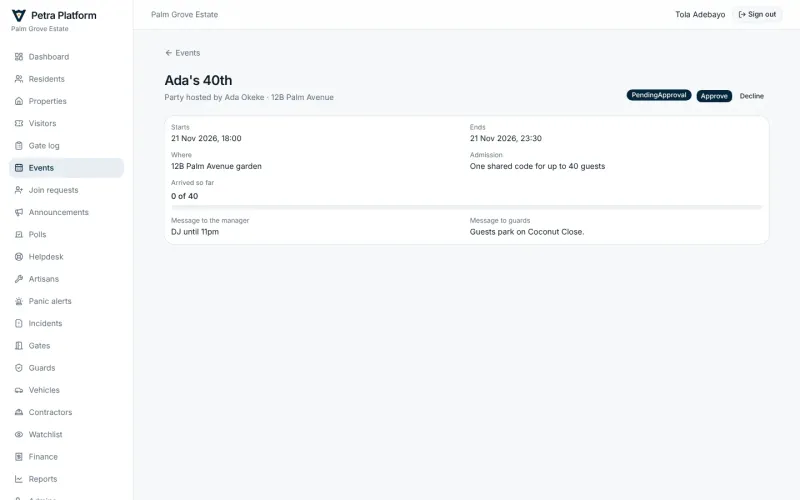 Petra Platform
Palm Grove Estate
Palm Grove Estate
Tola Adebayo
Sign out
Dashboard
Residents
Properties
Visitors
Gate log
Events
Join requests
Announcements
Polls
Helpdesk
Artisans
Panic alerts
Incidents
Gates
Guards
Vehicles
Contractors
Watchlist
Finance
Reports
Events
Ada's 40th
Party hosted by Ada Okeke · 12B Palm Avenue
PendingApproval
Approve
Decline
Starts
21 Nov 2026, 18:00
Ends
21 Nov 2026, 23:30
Where
12B Palm Avenue garden
Admission
One shared code for up to 40 guests
Arrived so far
0 of 40
Message to the manager
DJ until 11pm
Message to guards
Guests park on Coconut Close.